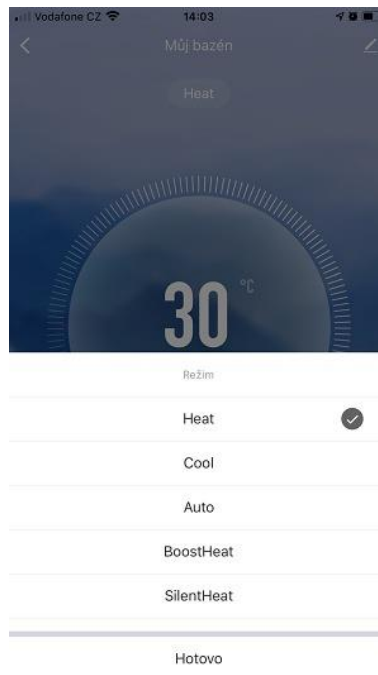 Vodafone CZ 14:03
Můj bazén
Heat
30 °C
Režim
Heat
Cool
Auto
BoostHeat
SilentHeat
Hotovo